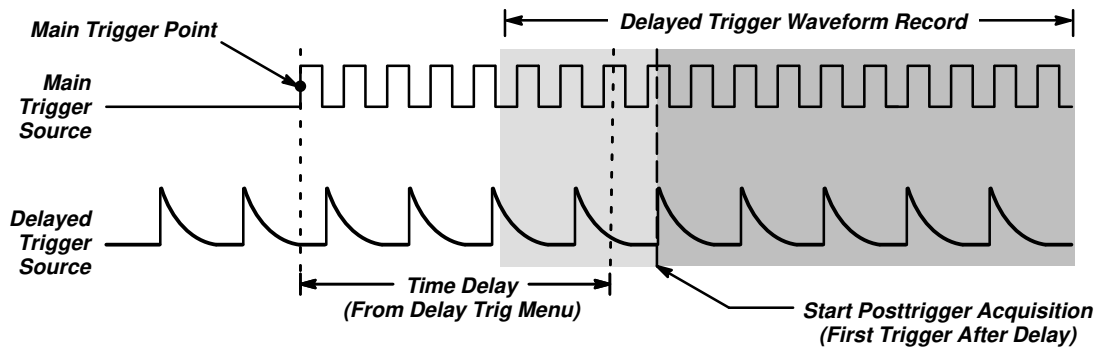 Delayed Trigger Waveform Record
Main Trigger Point
Main
Trigger
Source
Delayed
Trigger
Source
Time Delay
(From Delay Trig Menu)
Start Posttrigger Acquisition
(First Trigger After Delay)